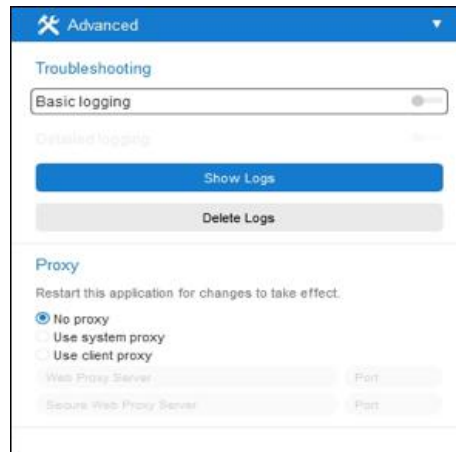 Advanced
Troubleshooting
Basic logging
Detailed logging
Show Logs
Delete Logs
Proxy
Restart this application for changes to take effect.
No proxy
Use system proxy
Use client proxy
Web Proxy Server Port
Secure Web Proxy Server Port